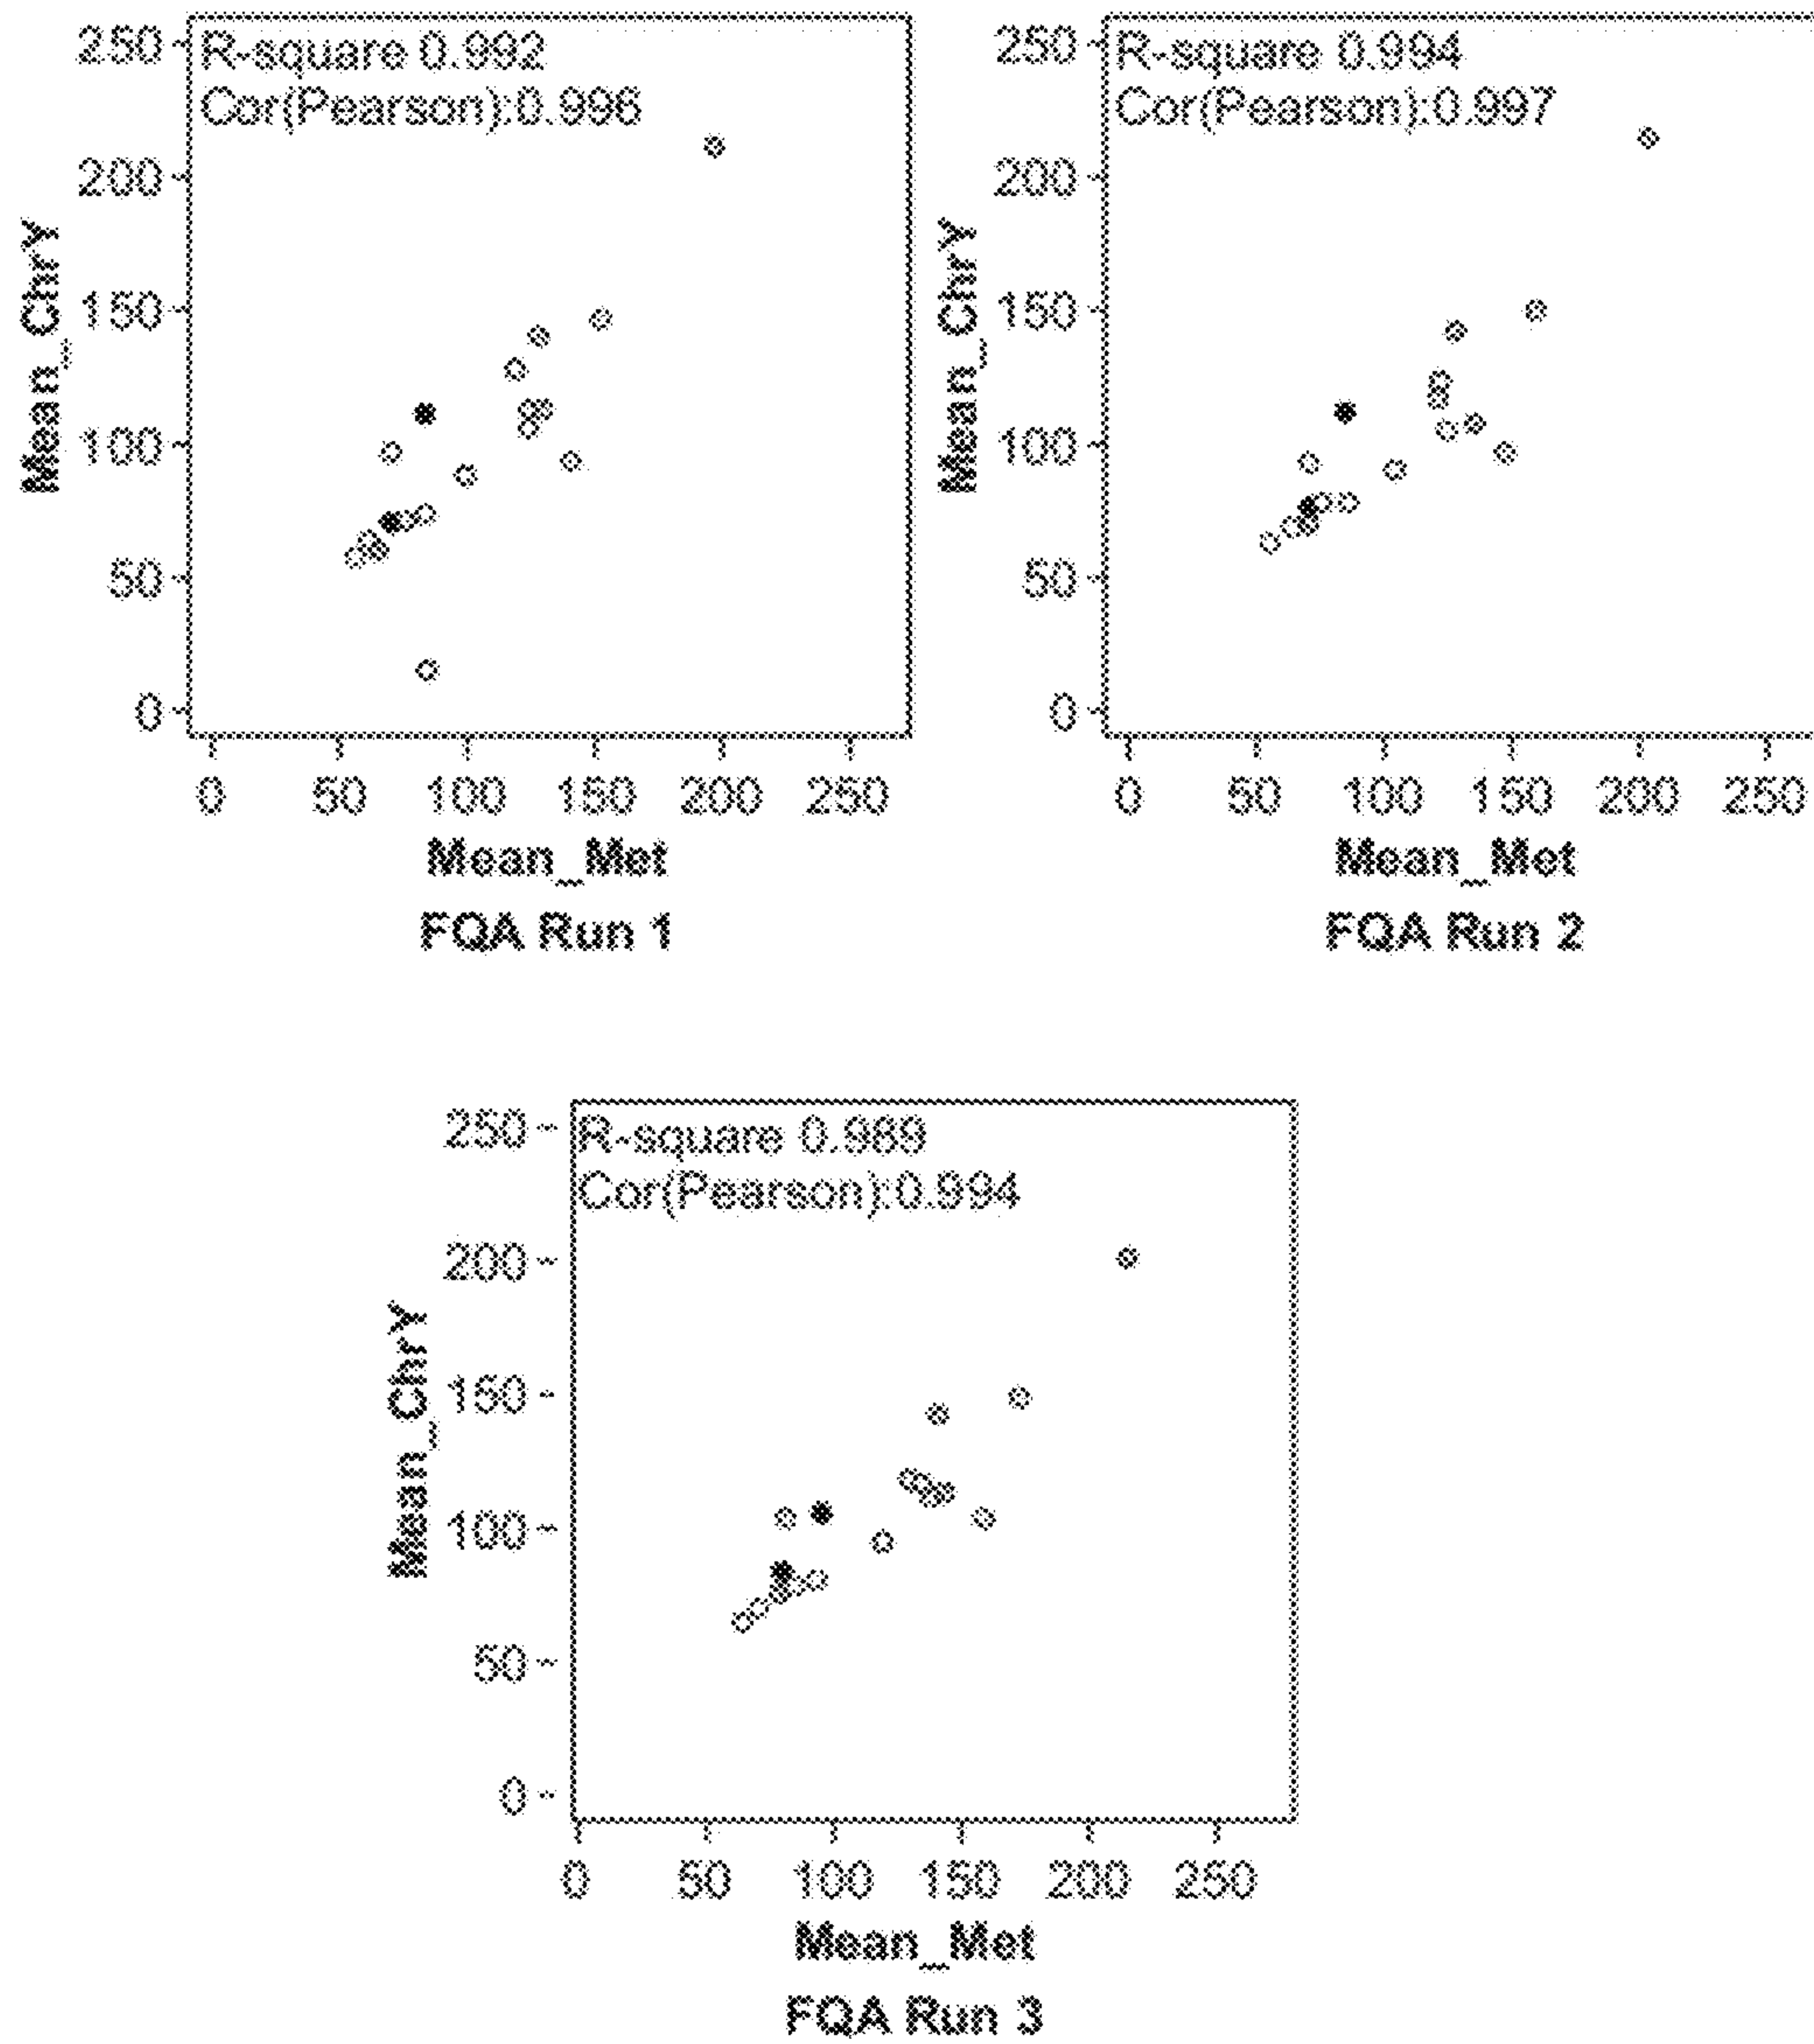 R-square 0.992
Cor(Pearson):0.996
250
200
150
100
50
0
Mean_ChrY
0 50 100 150 200 250
Mean_Met
FQA Run 1
R-square 0.994
Cor(Pearson):0.997
250
200
150
100
50
0
Mean_ChrY
0 50 100 150 200 250
Mean_Met
FQA Run 2
R-square 0.989
Cor(Pearson):0.994
250
200
150
100
50
0
Mean_ChrY
0 50 100 150 200 250
Mean_Met
FQA Run 3